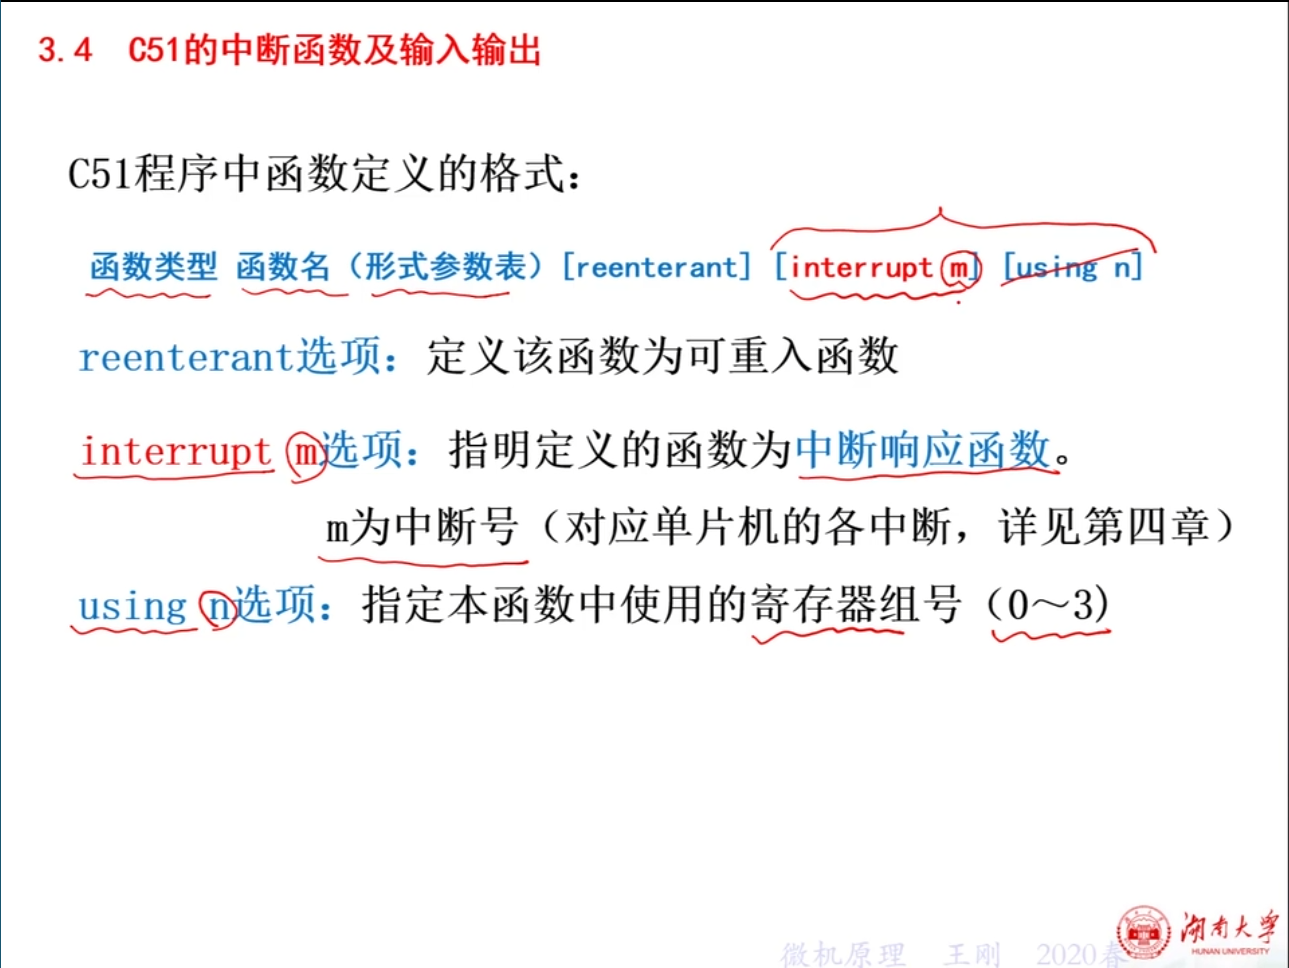 3.4 C51的中断函数及输入输出
C51程序中函数定义的格式：
函数类型 函数名（形式参数表）[reenterant] [interrupt m] [using n]
reenterant选项：定义该函数为可重入函数
interrupt m选项：指明定义的函数为中断响应函数。
m为中断号（对应单片机的各中断，详见第四章）
using n选项：指定本函数中使用的寄存器组号（0～3)
微机原理 王刚 2020春
湖南大学
HUNAN UNIVERSITY